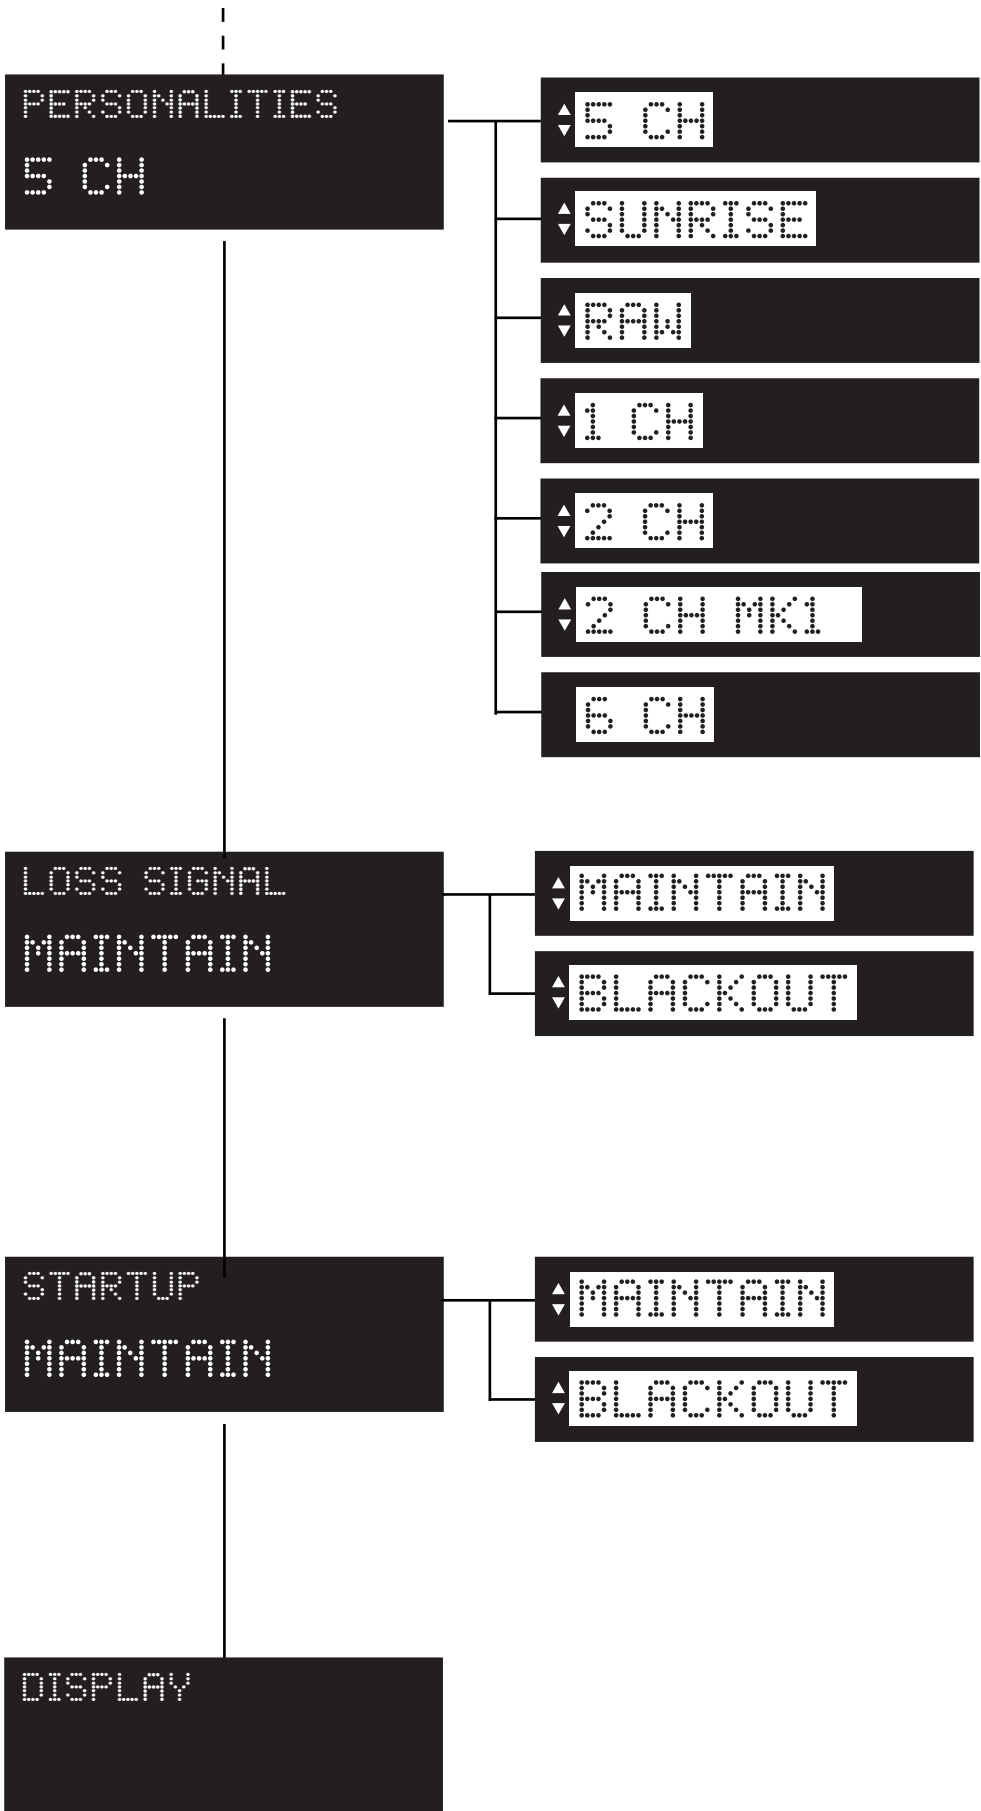 PERSONALITIES
5 CH
5 CH
SUNRISE
RAW
1 CH
2 CH
2 CH MK1
6 CH
LOSS SIGNAL
MAINTAIN
MAINTAIN
BLACKOUT
STARTUP
MAINTAIN
MAINTAIN
BLACKOUT
DISPLAY